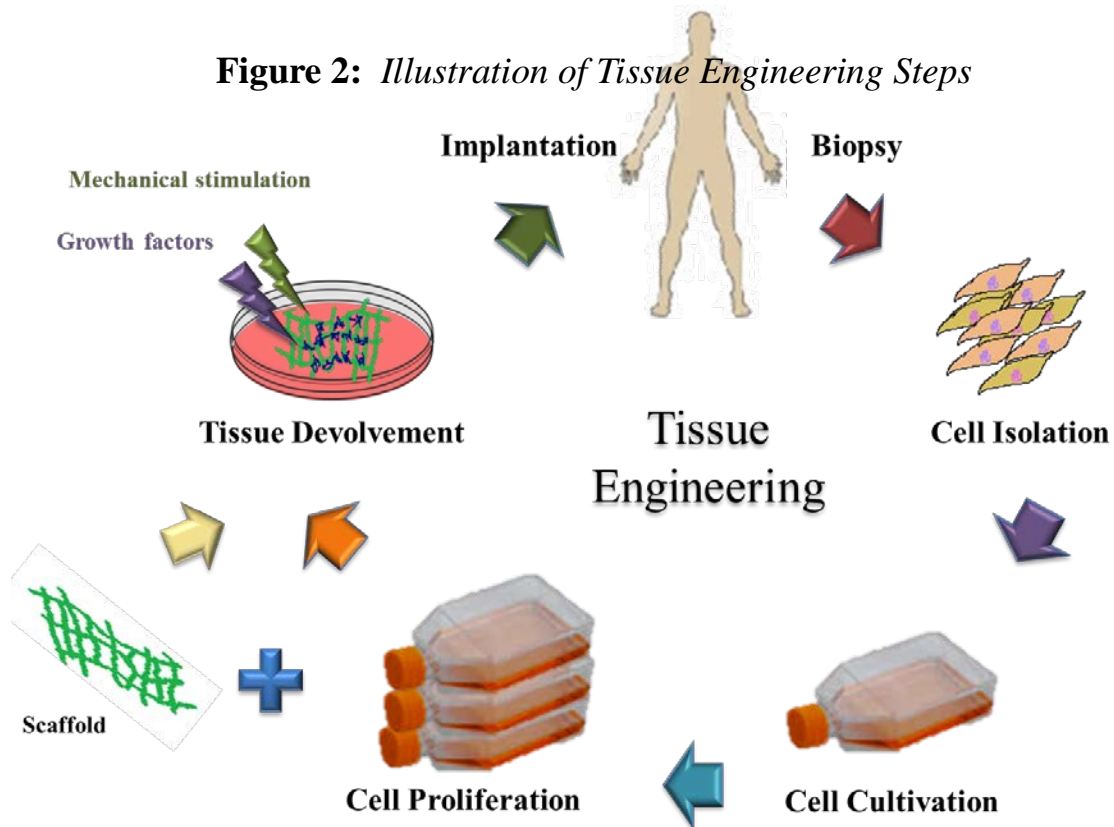 Figure 2: Illustration of Tissue Engineering Steps
Implantation
Biopsy
Mechanical stimulation
Growth factors
Tissue Devolvement
Tissue
Engineering
Cell Isolation
Scaffold
Cell Proliferation
Cell Cultivation